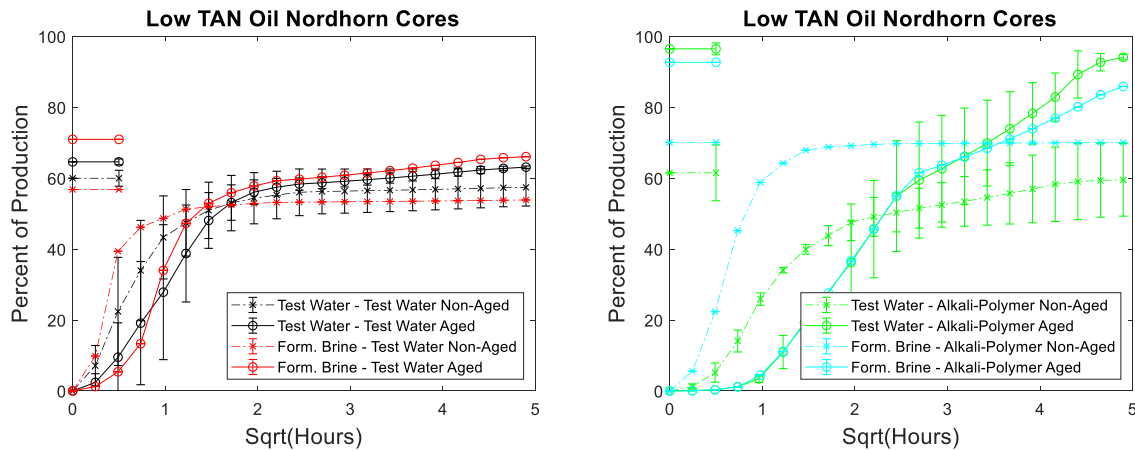 Low TAN Oil Nordhorn Cores
100
80
60
40
20
0
Percent of Production
Test Water - Test Water Non-Aged
Test Water - Test Water Aged
Form. Brine - Test Water Non-Aged
Form. Brine - Test Water Aged
0 1 2 3 4 5
Sqrt(Hours)
Low TAN Oil Nordhorn Cores
100
80
60
40
20
0
Percent of Production
Test Water - Alkali-Polymer Non-Aged
Test Water - Alkali-Polymer Aged
Form. Brine - Alkali-Polymer Non-Aged
Form. Brine - Alkali-Polymer Aged
0 1 2 3 4 5
Sqrt(Hours)